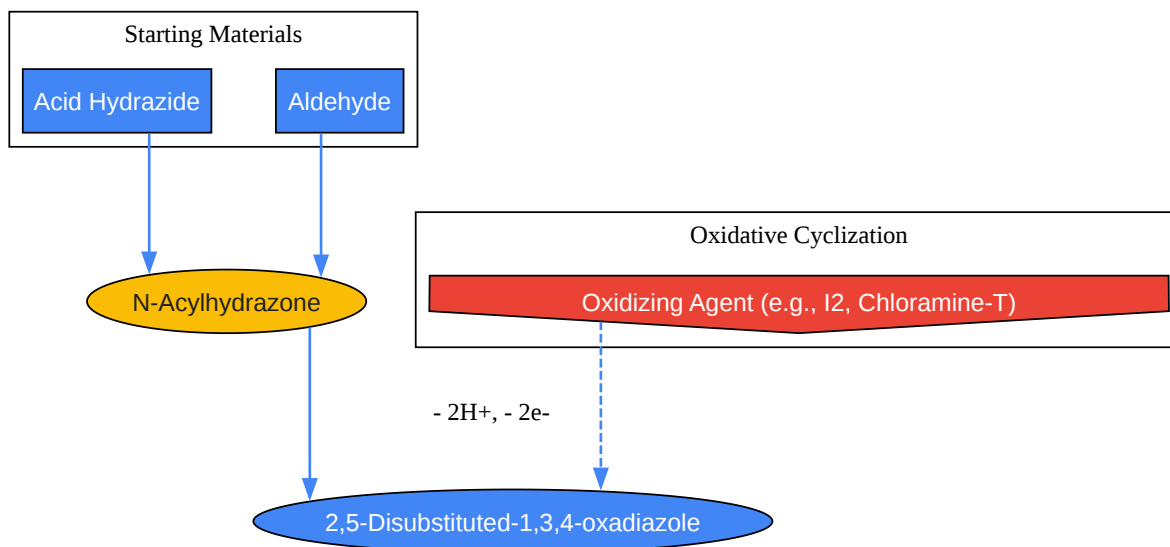 Starting Materials
Acid Hydrazide
Aldehyde
Oxidative Cyclization
N-Acylhydrazone
Oxidizing Agent (e.g., I2, Chloramine-T)
- 2H+, - 2e-
2,5-Disubstituted-1,3,4-oxadiazole